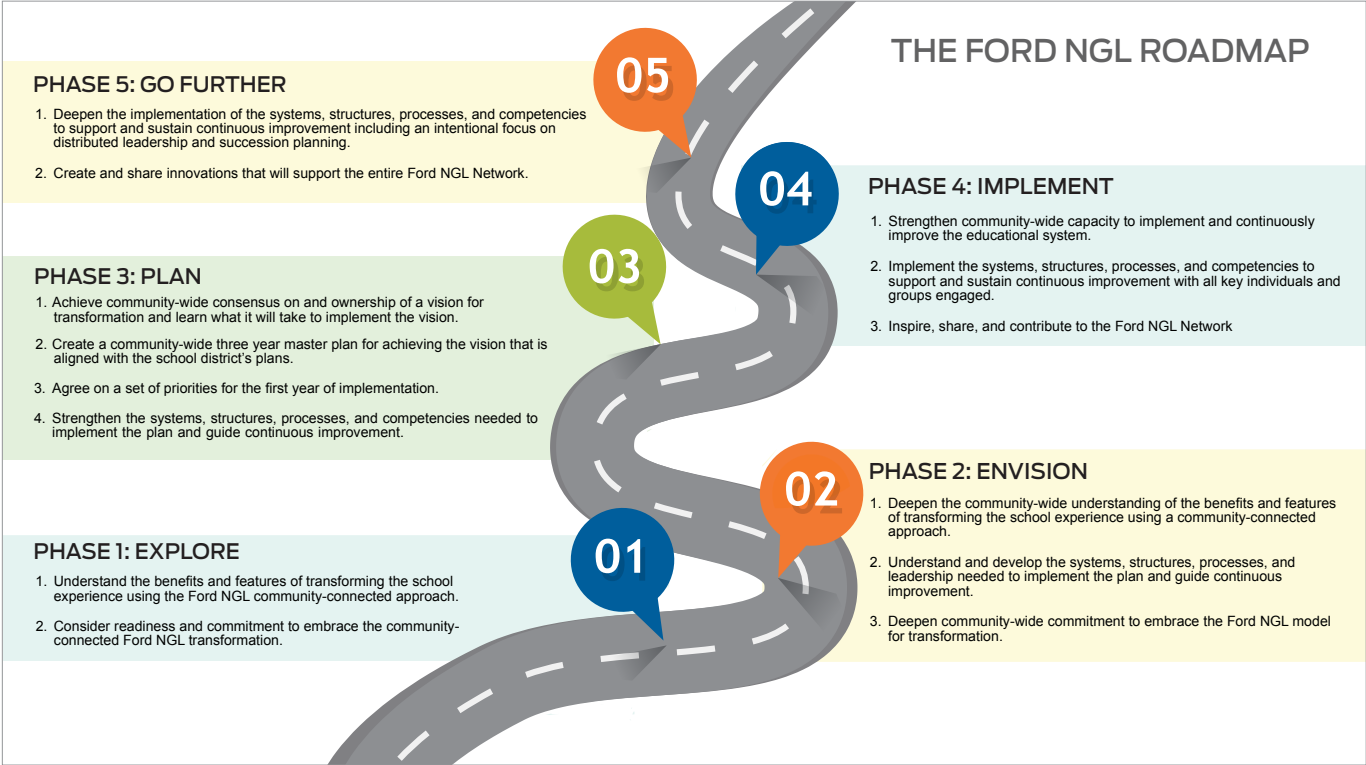 THE FORD NGL ROADMAP
05
PHASE 5: GO FURTHER
1. Deepen the implementation of the systems, structures, processes, and competencies
to support and sustain continuous improvement including an intentional focus on
distributed leadership and succession planning.
2. Create and share innovations that will support the entire Ford NGL Network.
04
PHASE 4: IMPLEMENT
1. Strengthen community-wide capacity to implement and continuously
improve the educational system.
2. Implement the systems, structures, processes, and competencies to
support and sustain continuous improvement with all key individuals and
groups engaged.
3. Inspire, share, and contribute to the Ford NGL Network
03
PHASE 3: PLAN
1. Achieve community-wide consensus on and ownership of a vision for
transformation and learn what it will take to implement the vision.
2. Create a community-wide three year master plan for achieving the vision that is
aligned with the school district’s plans.
3. Agree on a set of priorities for the first year of implementation.
4. Strengthen the systems, structures, processes, and competencies needed to
implement the plan and guide continuous improvement.
02
PHASE 2: ENVISION
1. Deepen the community-wide understanding of the benefits and features
of transforming the school experience using a community-connected
approach.
2. Understand and develop the systems, structures, processes, and
leadership needed to implement the plan and guide continuous
improvement.
3. Deepen community-wide commitment to embrace the Ford NGL model
for transformation.
01
PHASE 1: EXPLORE
1. Understand the benefits and features of transforming the school
experience using the Ford NGL community-connected approach.
2. Consider readiness and commitment to embrace the community-
connected Ford NGL transformation.